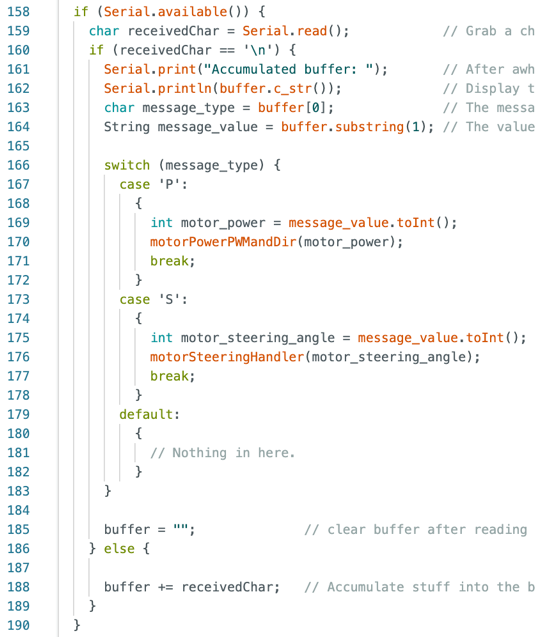 158 if (Serial.available()) {
159 char receivedChar = Serial.read(); // Grab a ch
160 if (receivedChar == '\n') {
161 Serial.print("Accumulated buffer: "); // After awh
162 Serial.println(buffer.c_str()); // Display t
163 char message_type = buffer[0]; // The messa
164 String message_value = buffer.substring(1); // The value
165
166 switch (message_type) {
167 case 'P':
168 {
169 int motor_power = message_value.toInt();
170 motorPowerPWMandDir(motor_power);
171 break;
172 }
173 case 'S':
174 {
175 int motor_steering_angle = message_value.toInt();
176 motorSteeringHandler(motor_steering_angle);
177 break;
178 }
179 default:
180 {
181 // Nothing in here.
182 }
183 }
184
185 buffer = ""; // clear buffer after reading
186 } else {
187
188 buffer += receivedChar; // Accumulate stuff into the b
189 }
190 }